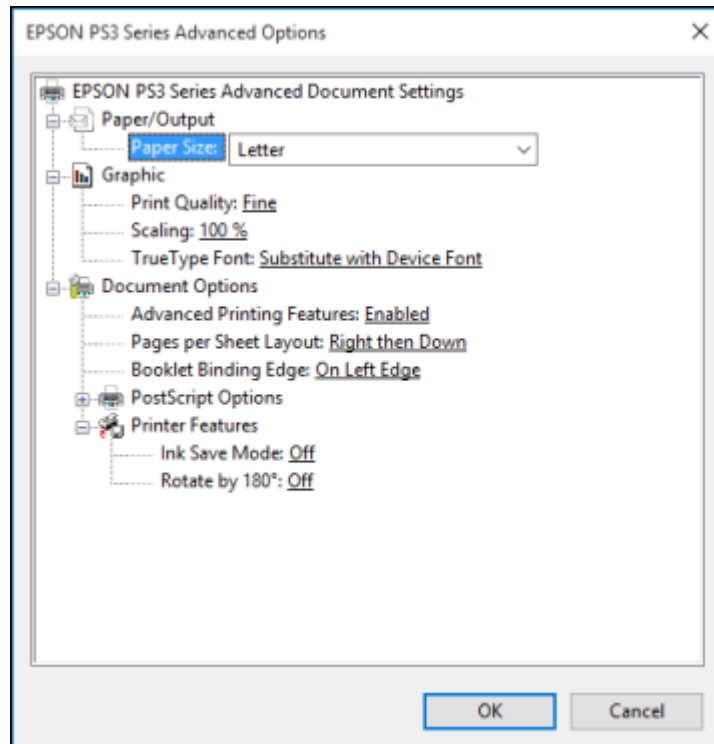 EPSON PS3 Series Advanced Options
EPSON PS3 Series Advanced Document Settings
Paper/Output
Paper Size: Letter
Graphic
Print Quality: Fine
Scaling: 100 %
TrueType Font: Substitute with Device Font
Document Options
Advanced Printing Features: Enabled
Pages per Sheet Layout: Right then Down
Booklet Binding Edge: On Left Edge
PostScript Options
Printer Features
Ink Save Mode: Off
Rotate by 180°: Off
OK Cancel